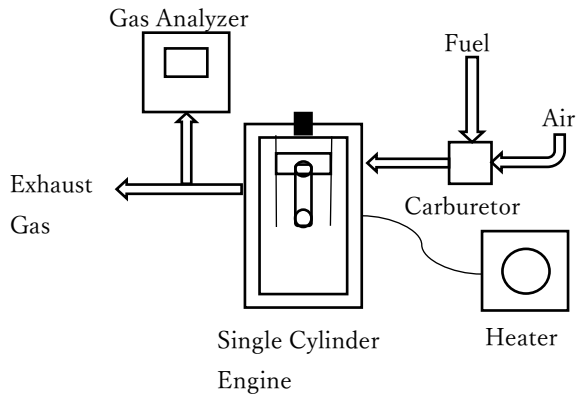 Gas Analyzer
Fuel
Air
Exhaust
Gas
Carburetor
Single Cylinder
Engine
Heater